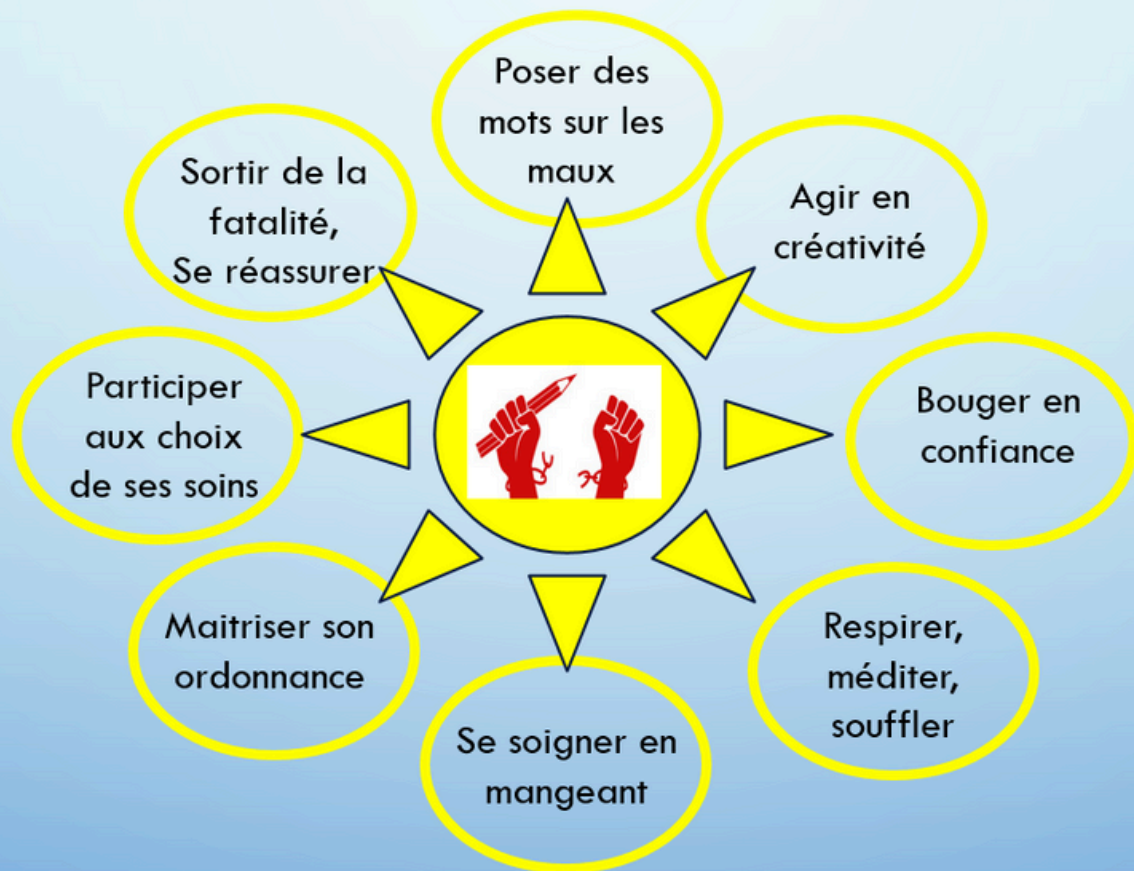 Poser des
mots sur les
maux
Agir en
créativité
Bouger en
confiance
Respirer,
méditer,
souffler
Se soigner en
mangeant
Maitriser son
ordonnance
Participer
aux choix
de ses soins
Sortir de la
fatalité,
Se réassurer